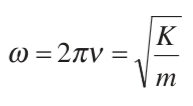 ω = 2πν = √(K/m)